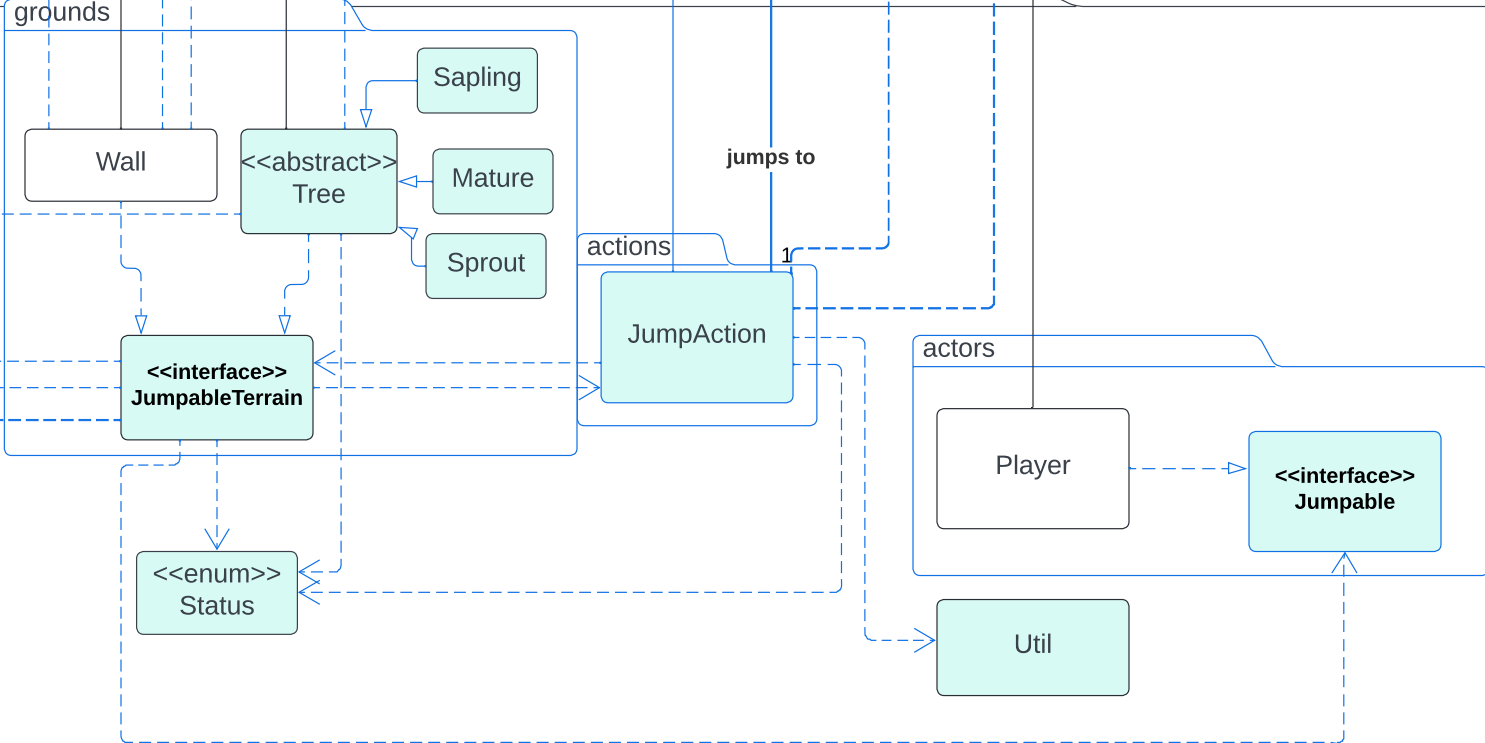 grounds
Sapling
Wall
<<abstract>>
Tree
Mature
jumps to
Sprout
actions
1
JumpAction
<<interface>>
JumpableTerrain
actors
Player
<<interface>>
Jumpable
<<enum>>
Status
Util